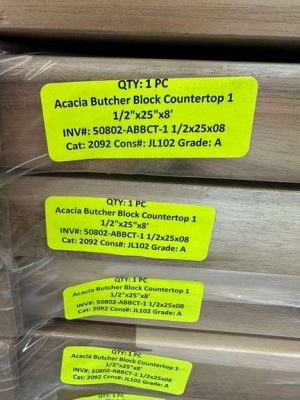 QTY: 1 PC
Acacia Butcher Block Countertop 1
1/2"x25"x8'
INV#: 50802-ABBCT-1 1/2x25x08
Cat: 2092 Cons#: JL102 Grade: A
QTY: 1 PC
Acacia Butcher Block Countertop 1
1/2"x25"x8'
INV#: 50802-ABBCT-1 1/2x25x08
Cat: 2092 Cons#: JL102 Grade: A
QTY: 1 PC
Acacia Butcher Block Countertop 1
1/2"x25"x8'
INV#: 50802-ABBCT-1 1/2x25x08
Cat: 2092 Cons#: JL102 Grade: A
QTY: 1 PC
Acacia Butcher Block Countertop 1
1/2"x25"x8'
INV#: 50802-ABBCT-1 1/2x25x08
Cat: 2092 Cons#: JL102 Grade: A